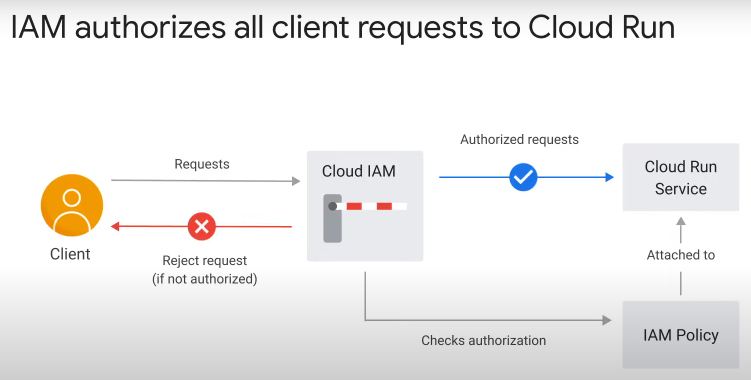 IAM authorizes all client requests to Cloud Run
Authorized requests
Requests
Cloud IAM
Cloud Run
Service
Client
Reject request
(if not authorized)
Attached to
Checks authorization
IAM Policy